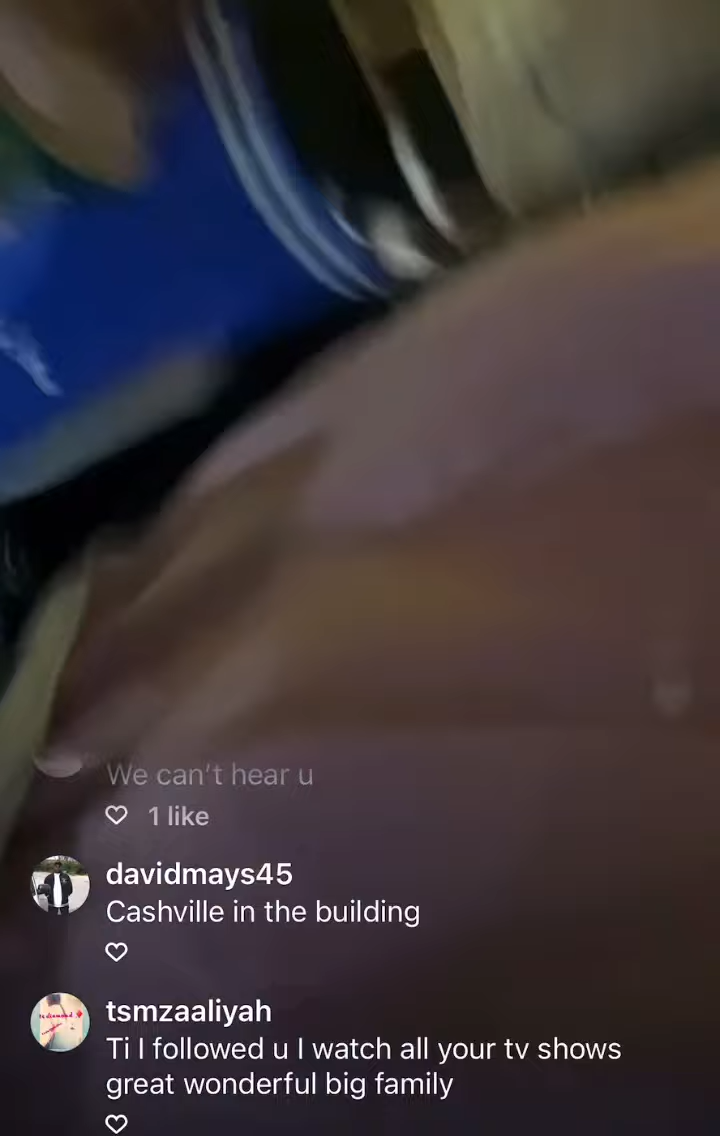 We can't hear u
1 like
davidmays45
Cashville in the building
tsmzaaliyah
Ti I followed u I watch all your tv shows
great wonderful big family